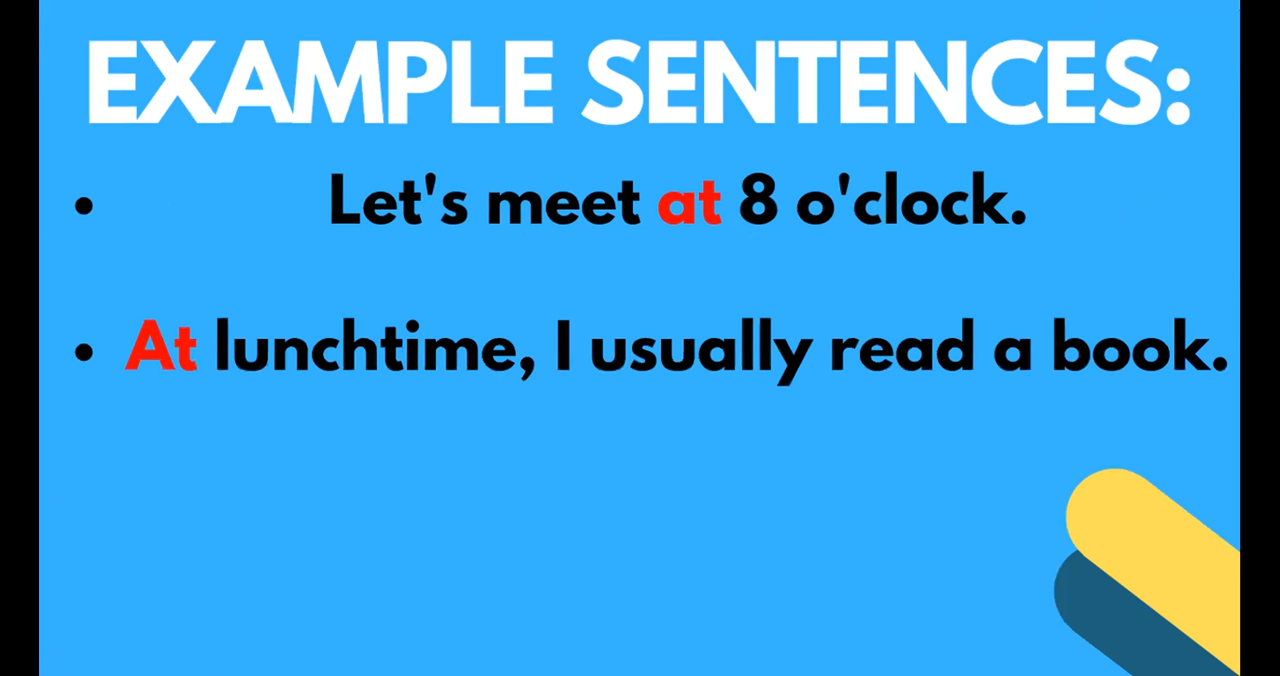 EXAMPLE SENTENCES:
• Let's meet at 8 o'clock.
• At lunchtime, I usually read a book.